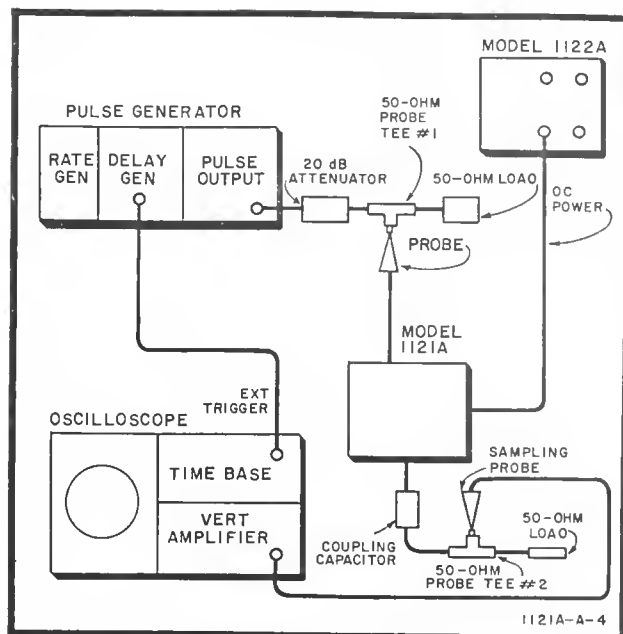 MODEL 1122A
PULSE GENERATOR
RATE
GEN
DELAY
GEN
PULSE
OUTPUT
20 dB
ATTENUATOR
50-OHM
PROBE
TEE #1
50-OHM LOAO
OC
POWER
PROBE
MODEL
1121A
EXT
TRIGGER
OSCILLOSCOPE
TIME BASE
VERT
AMPLIFIER
COUPLING
CAPACITOR
SAMPLING
PROBE
50-OHM
LOAO
50-OHM
PROBE TEE #2
1121A-A-4